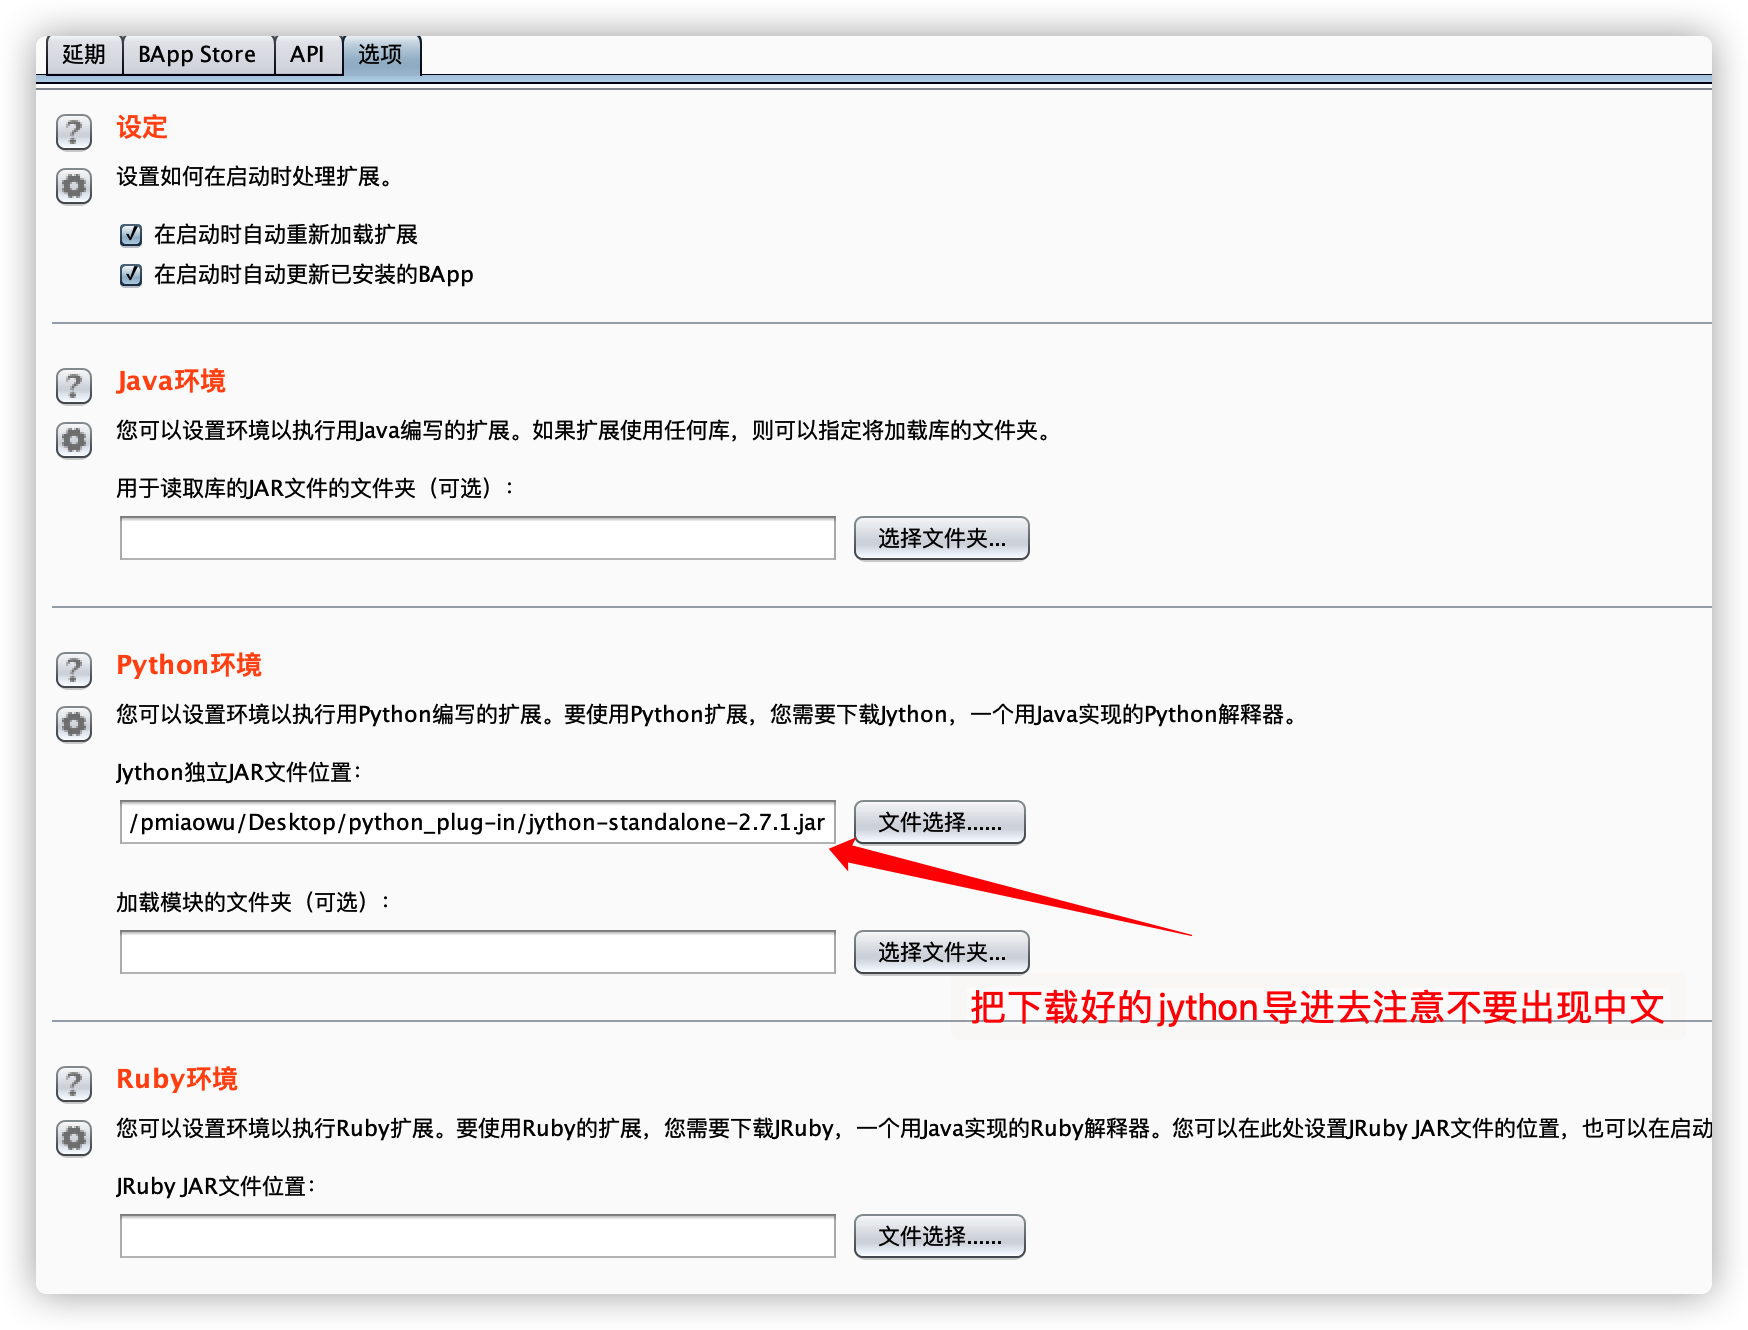 延期 BApp Store API 选项
设定
设置如何在启动时处理扩展。
在启动时自动重新加载扩展
在启动时自动更新已安装的BApp
Java环境
您可以设置环境以执行用Java编写的扩展。如果扩展使用任何库，则可以指定将加载库的文件夹。
用于读取库的JAR文件的文件夹（可选）：
选择文件夹...
Python环境
您可以设置环境以执行用Python编写的扩展。要使用Python扩展，您需要下载Jython，一个用Java实现的Python解释器。
Jython独立JAR文件位置：
/pmiaowu/Desktop/python_plug-in/jython-standalone-2.7.1.jar 文件选择......
加载模块的文件夹（可选）：
选择文件夹...
把下载好的jython导进去注意不要出现中文
Ruby环境
您可以设置环境以执行Ruby扩展。要使用Ruby的扩展，您需要下载JRuby，一个用Java实现的Ruby解释器。您可以在此处设置JRuby JAR文件的位置，也可以在启动
JRuby JAR文件位置：
文件选择......